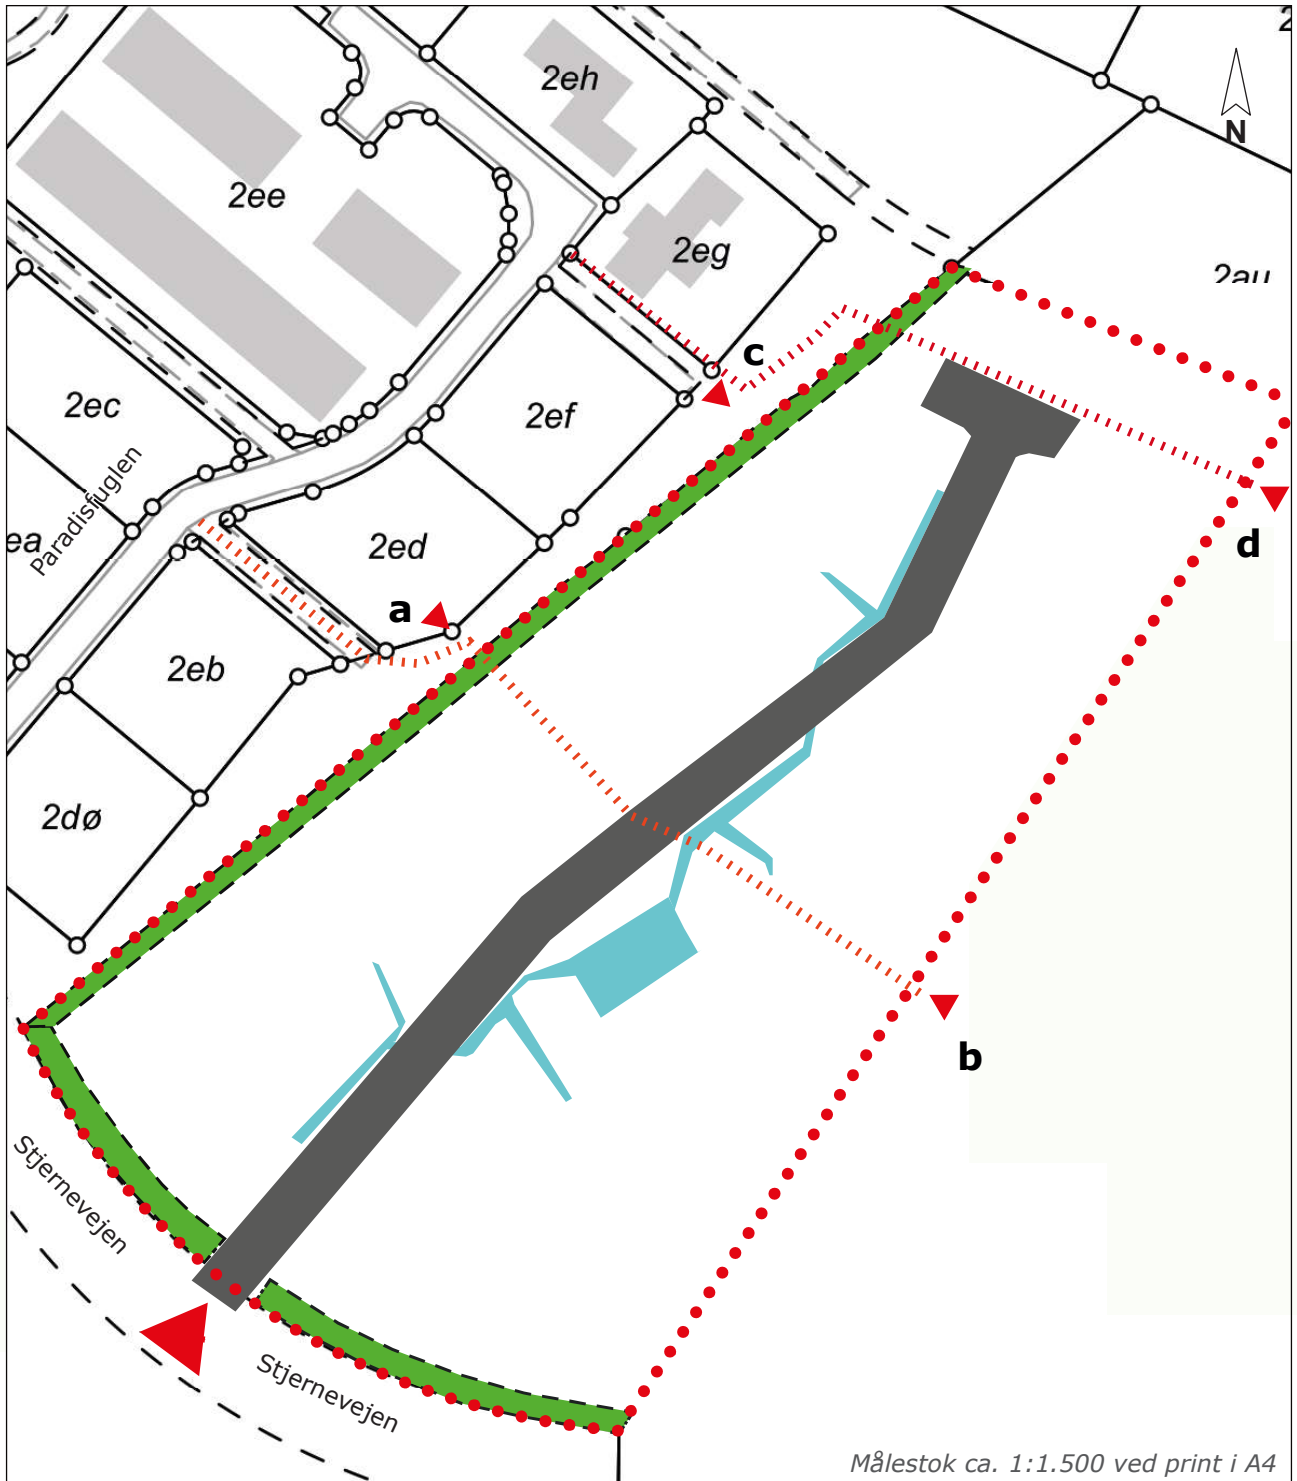 2eh
N
2ee
2eg
2au
2ec
2ef
c
Paradisfuglen
ea
2ed
d
a
2eb
2dø
b
Stjernevejen
Stjernevejen
Målestok ca. 1:1.500 ved print i A4